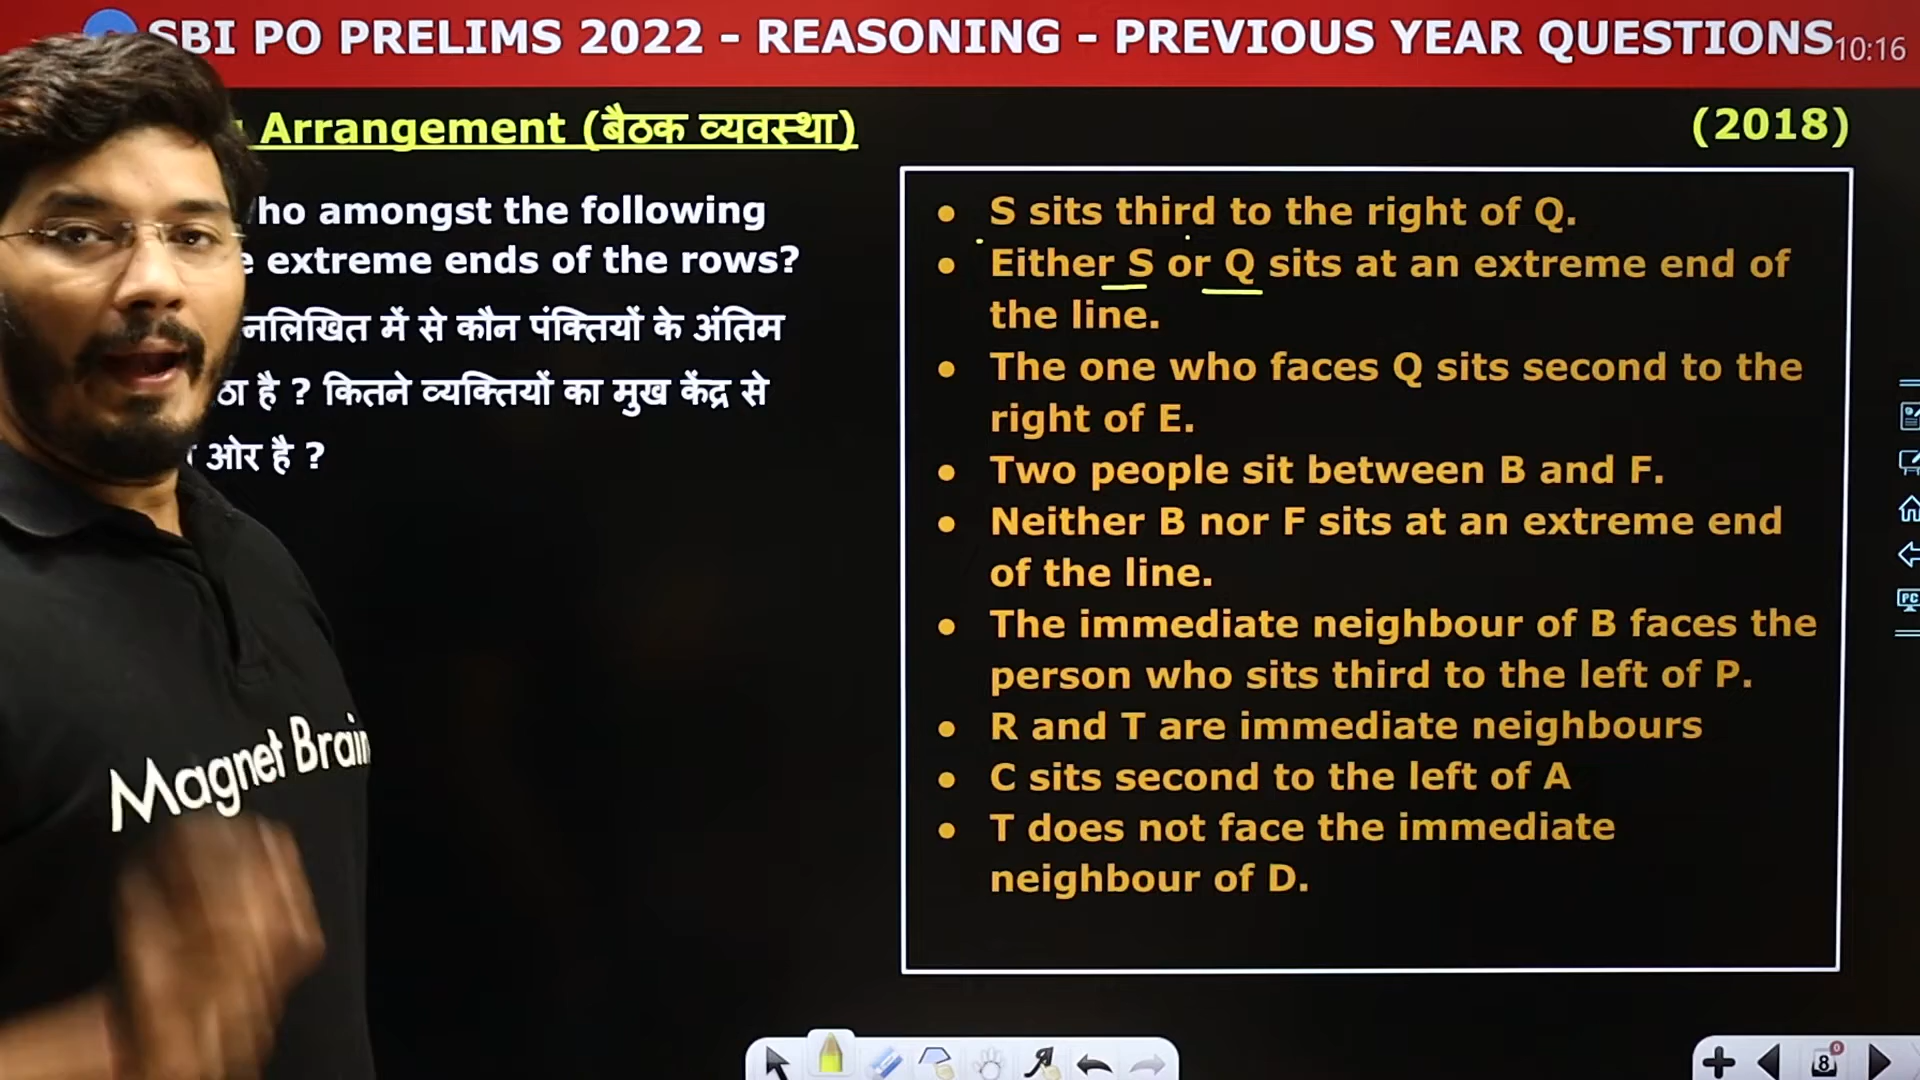 SBI PO PRELIMS 2022 - REASONING - PREVIOUS YEAR QUESTIONS
10:16
Arrangement (बैठक व्यवस्था)
(2018)
ho amongst the following
extreme ends of the rows?
नलिखित में से कौन पंक्तियों के अंतिम
ठा है ? कितने व्यक्तियों का मुख केंद्र से
ओर है ?
• S sits third to the right of Q.
• Either S or Q sits at an extreme end of
the line.
• The one who faces Q sits second to the
right of E.
• Two people sit between B and F.
• Neither B nor F sits at an extreme end
of the line.
• The immediate neighbour of B faces the
person who sits third to the left of P.
• R and T are immediate neighbours
• C sits second to the left of A
• T does not face the immediate
neighbour of D.
Magnet Brain
PC
8
0